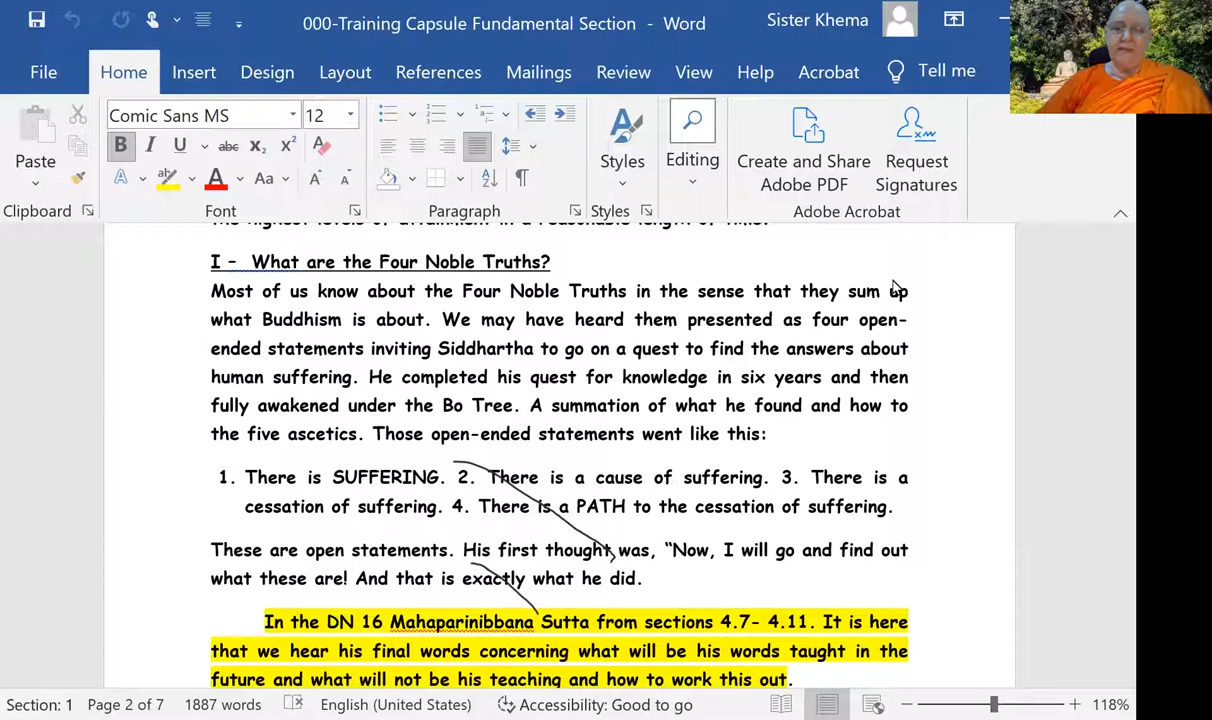 000-Training Capsule Fundamental Section - Word
Sister Khema
File Home Insert Design Layout References Mailings Review View Help Acrobat Tell me
Comic Sans MS 12
Paste
Styles
Editing
Create and Share Adobe PDF
Request Signatures
Clipboard Font Paragraph Styles Adobe Acrobat
the highest levels of attainment in a reasonable length of time.
I - What are the Four Noble Truths?
Most of us know about the Four Noble Truths in the sense that they sum up
what Buddhism is about. We may have heard them presented as four open-
ended statements inviting Siddhartha to go on a quest to find the answers about
human suffering. He completed his quest for knowledge in six years and then
fully awakened under the Bo Tree. A summation of what he found and how to
the five ascetics. Those open-ended statements went like this:
1. There is SUFFERING. 2. There is a cause of suffering. 3. There is a
cessation of suffering. 4. There is a PATH to the cessation of suffering.
These are open statements. His first thought was, “Now, I will go and find out
what these are! And that is exactly what he did.
In the DN 16 Mahaparinibbana Sutta from sections 4.7- 4.11. It is here
that we hear his final words concerning what will be his words taught in the
future and what will not be his teaching and how to work this out.
Section: 1 Page 2 of 7 1887 words English (United States) Accessibility: Good to go 118%